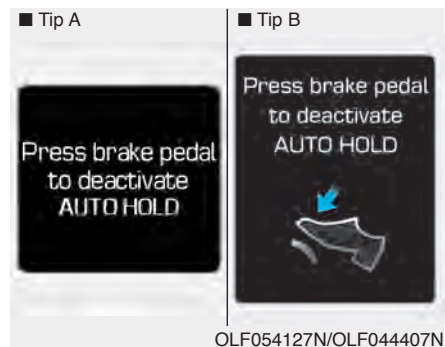 ■ Tip A
Press brake pedal
to deactivate
AUTO HOLD
■ Tip B
Press brake pedal
to deactivate
AUTO HOLD
OLF054127N/OLF044407N